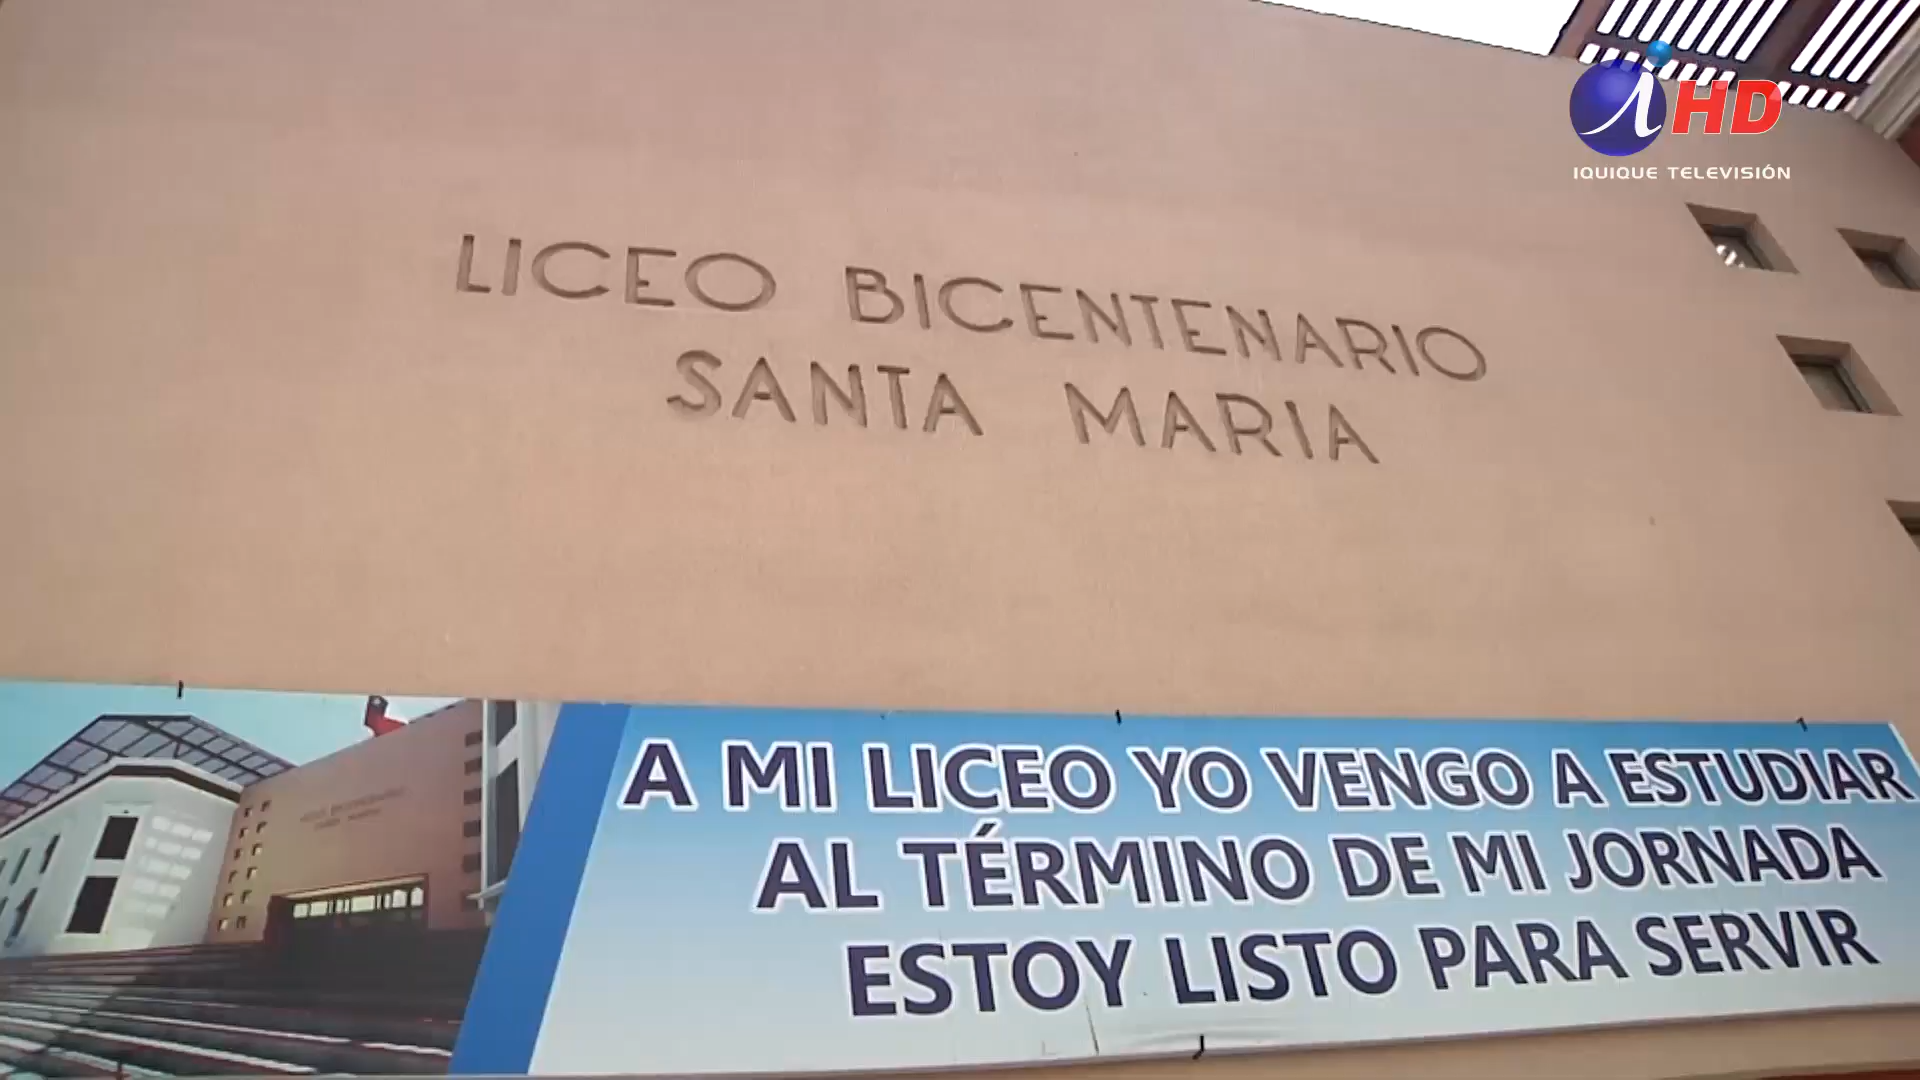 iHD
IQUIQUE TELEVISIÓN
LICEO BICENTENARIO
SANTA MARIA
A MI LICEO YO VENGO A ESTUDIAR
AL TÉRMINO DE MI JORNADA
ESTOY LISTO PARA SERVIR